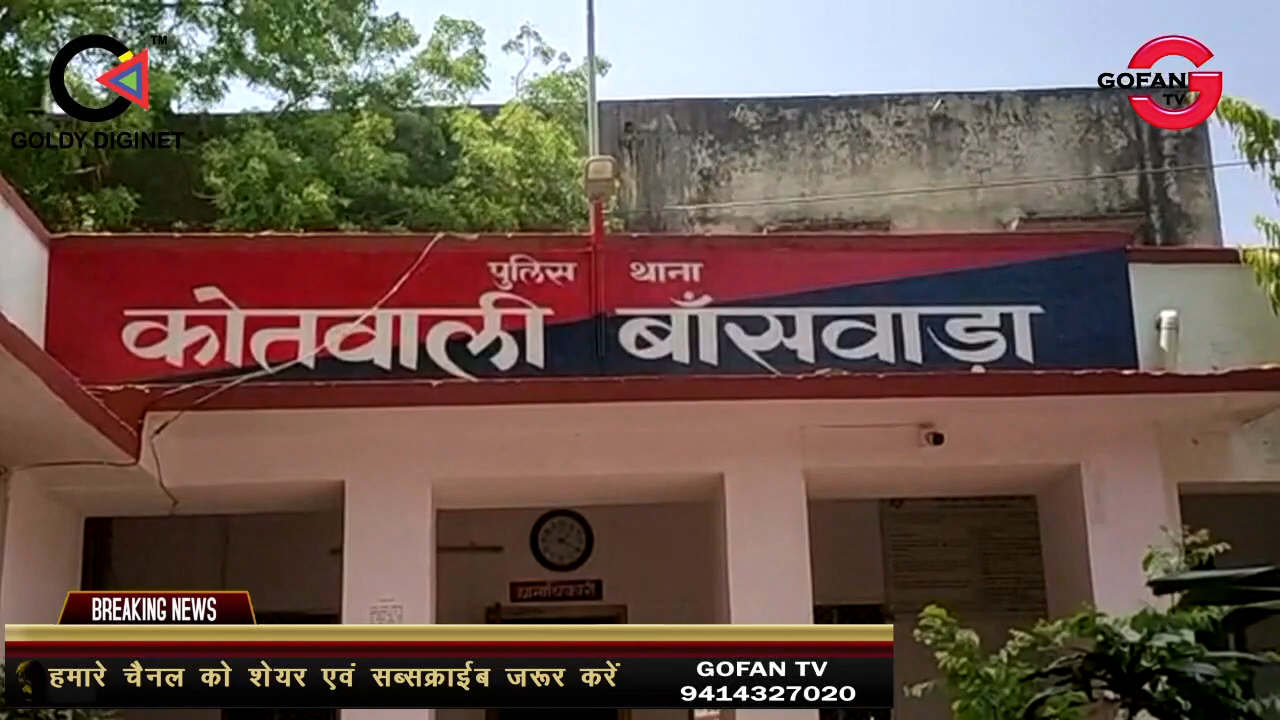 TM
GOLDY DIGINET
GOFAN
TV
पुलिस थाना
कोतवाली बाँसवाड़ा
थानाधिकारी
BREAKING NEWS
हमारे चैनल को शेयर एवं सब्सक्राईब जरूर करें
GOFAN TV
9414327020